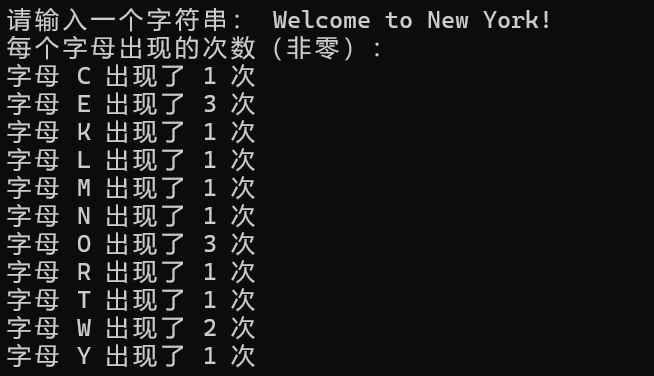 请输入一个字符串： Welcome to New York!
每个字母出现的次数（非零）：
字母 C 出现了 1 次
字母 E 出现了 3 次
字母 K 出现了 1 次
字母 L 出现了 1 次
字母 M 出现了 1 次
字母 N 出现了 1 次
字母 O 出现了 3 次
字母 R 出现了 1 次
字母 T 出现了 1 次
字母 W 出现了 2 次
字母 Y 出现了 1 次